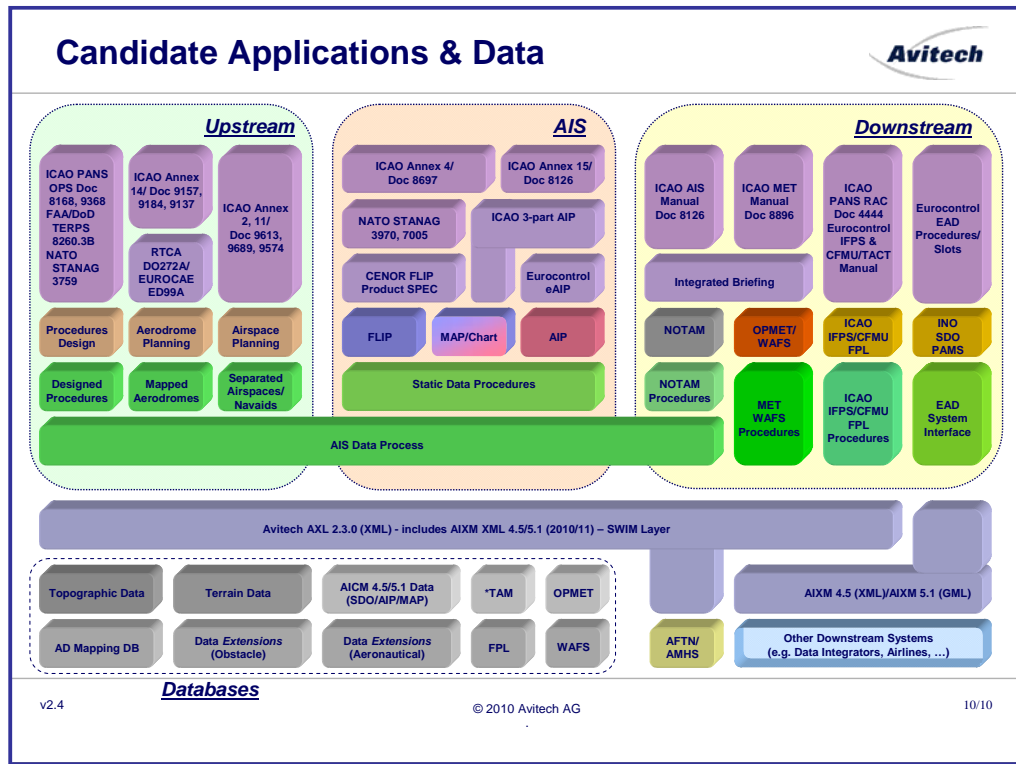 Candidate Applications & Data
Avitech
Upstream
ICAO PANS
OPS Doc
8168, 9368
FAA/DoD
TERPS
8260.3B
NATO
STANAG
3759
ICAO Annex
14/ Doc 9157,
9184, 9137
RTCA
DO272A/
EUROCAE
ED99A
ICAO Annex
2, 11/
Doc 9613,
9689, 9574
Procedures
Design
Aerodrome
Planning
Airspace
Planning
Designed
Procedures
Mapped
Aerodromes
Separated
Airspaces/
Navaids
AIS
ICAO Annex 4/
Doc 8697
ICAO Annex 15/
Doc 8126
NATO STANAG
3970, 7005
ICAO 3-part AIP
CENOR FLIP
Product SPEC
Eurocontrol
eAIP
FLIP
MAP/Chart
AIP
Static Data Procedures
Downstream
ICAO AIS
Manual
Doc 8126
ICAO MET
Manual
Doc 8896
ICAO
PANS RAC
Doc 4444
Eurocontrol
IFPS &
CFMU/TACT
Manual
Eurocontrol
EAD
Procedures/
Slots
Integrated Briefing
NOTAM
OPMET/
WAFS
ICAO
IFPS/CFMU
FPL
INO
SDO
PAMS
NOTAM
Procedures
MET
WAFS
Procedures
ICAO
IFPS/CFMU
FPL
Procedures
EAD
System
Interface
AIS Data Process
Avitech AXL 2.3.0 (XML) - includes AIXM XML 4.5/5.1 (2010/11) – SWIM Layer
Topographic Data
Terrain Data
AICM 4.5/5.1 Data
(SDO/AIP/MAP)
*TAM
OPMET
AIXM 4.5 (XML)/AIXM 5.1 (GML)
AD Mapping DB
Data Extensions
(Obstacle)
Data Extensions
(Aeronautical)
FPL
WAFS
AFTN/
AMHS
Other Downstream Systems
(e.g. Data Integrators, Airlines, …)
Databases
v2.4
© 2010 Avitech AG
.
10/10